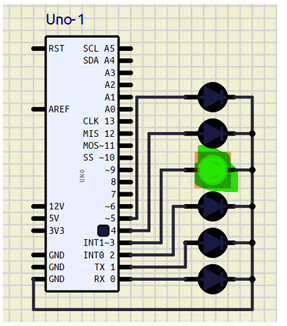 Uno-1
RST SCL A5
SDA A4
A3
A2
A1
AREF A0
CLK 13
MIS 12
MOS~11
SS ~10
~9
8
7
UNO
12V ~6
5V ~5
3V3 4
INT1~3
GND INT0 2
GND TX 1
GND RX 0